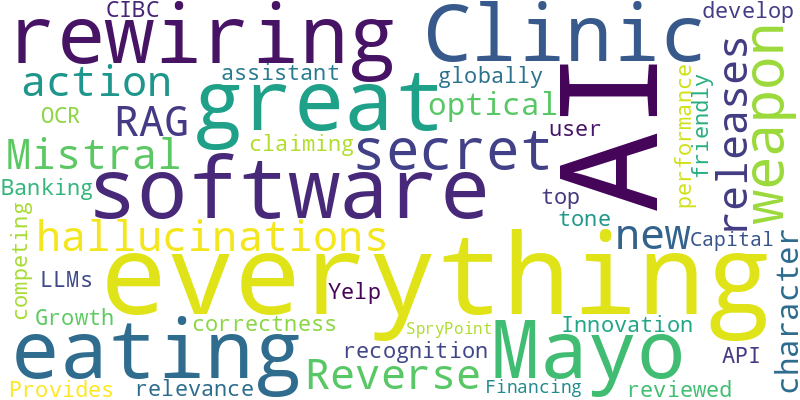 rewiring
CIBC
Clinic
develop
action
assistant
globally
AI
releases
weapon
OCR
RAG
great
optical
performance
friendly
Mistral
claiming
secret
user
Banking
software
top
tone
competing
hallucinations
new
Capital
LLMs
everything
Yelp
character
Growth
correctness
SpryPoint
Innovation
eating
Reverse
recognition
Mayo
API
Provides
relevance
Financing
reviewed